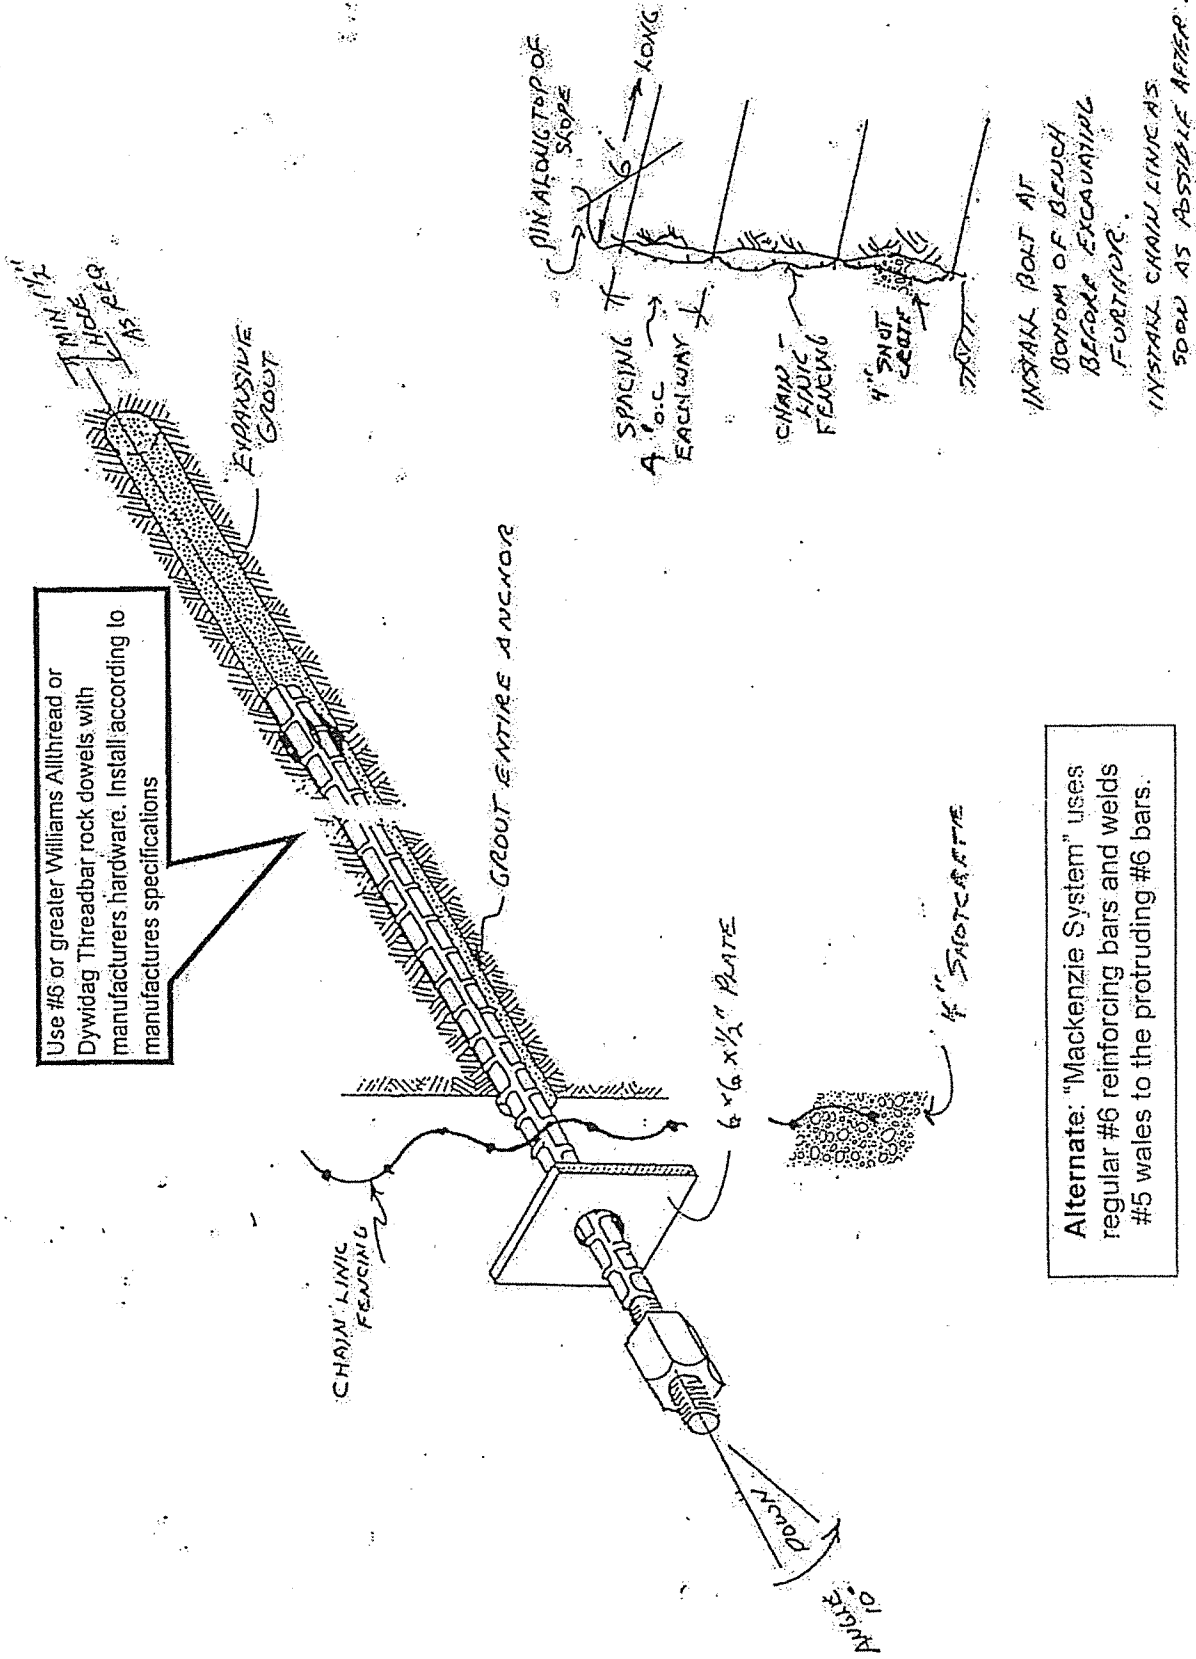 Use #6 or greater Williams Allthread or
Dywidag Threadbar rock dowels with
manufacturers hardware. Install according to
manufactures specifications
MIN 1½"
HOLE
AS REQ
EXPANSIVE
GROUT
GROUT ENTIRE ANCHOR
CHAIN LINK
FENCING
6x6x½" PLATE
4" SHOTCRETE
DOWN
ANGLE
10°
PIN ALONG TOP OF
SLOPE
6'
LONG
SPACING
4' O.C
EACH WAY
CHAIN-
LINK
FENCING
4" SHOT
CRETE
INSTALL BOLT AT
BOTTOM OF BENCH
BEFORE EXCAVATING
FURTHUR.
INSTALL CHAIN LINK AS
SOON AS POSSIBLE AFTER.
Alternate: "Mackenzie System" uses
regular #6 reinforcing bars and welds
#5 wales to the protruding #6 bars.